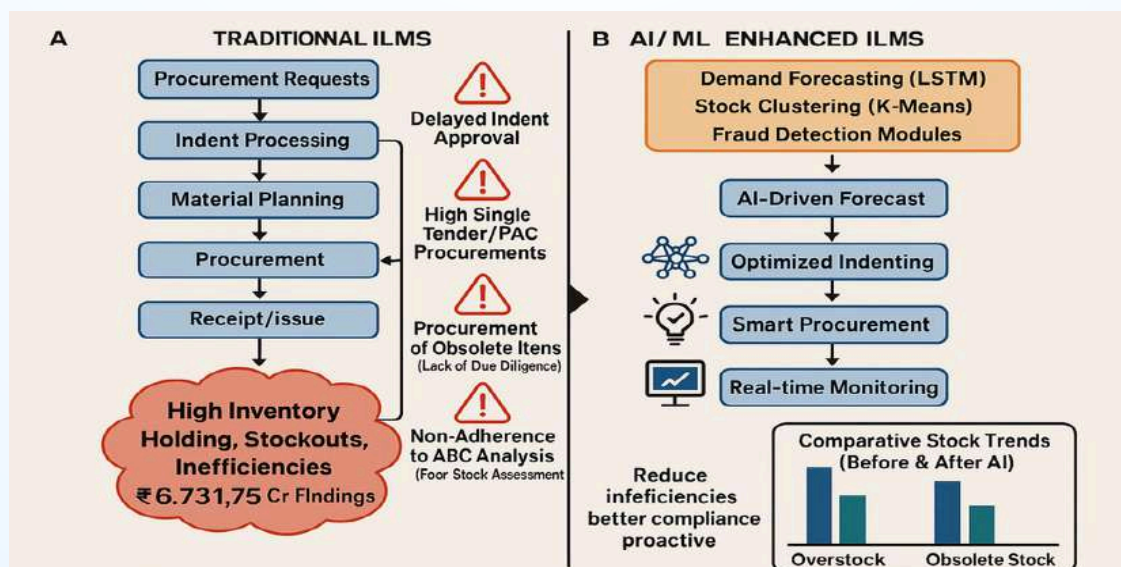 A
TRADITIONNAL ILMS
Procurement Requests
Indent Processing
Material Planning
Procurement
Receipt/issue
High Inventory
Holding, Stockouts,
Inefficiencies
₹6.731,75 Cr FIndings
Delayed Indent
Approval
High Single
Tender/PAC
Procurements
Procurement
of Obsolete Itens
(Lack of Due Diligence)
Non-Adherence
to ABC Analysis
(Foor Stock Assessment
B AI/ML ENHANCED ILMS
Demand Forecasting (LSTM)
Stock Clustering (K-Means)
Fraud Detection Modules
AI-Driven Forecast
Optimized Indenting
Smart Procurement
Real-time Monitoring
Reduce
infeficiencies
better compliance
proactive
Comparative Stock Trends
(Before & After AI)
Overstock
Obsolete Stock